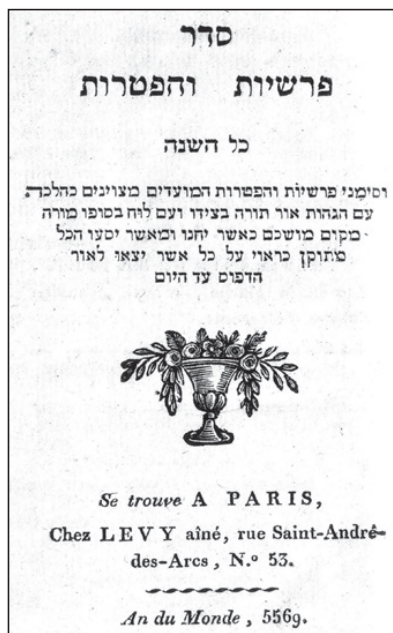 סדר
פרשיות והפטרות
כל השנה
וסימני פרשיות והפטרות המועדים מצויינים כהלכה.
עם הגהות אור תורה בצידו ועם לוח בסופו מורה
מקום מושכם כאשר יחנו ומאשר יסעו הכל
מתוקן כראוי על כל אשר יצאו לאור
הדפוס עד היום
Se trouve A PARIS,
Chez LEVY aîné, rue Saint-André-
des-Arcs, N.º 53.
An du Monde, 5569.